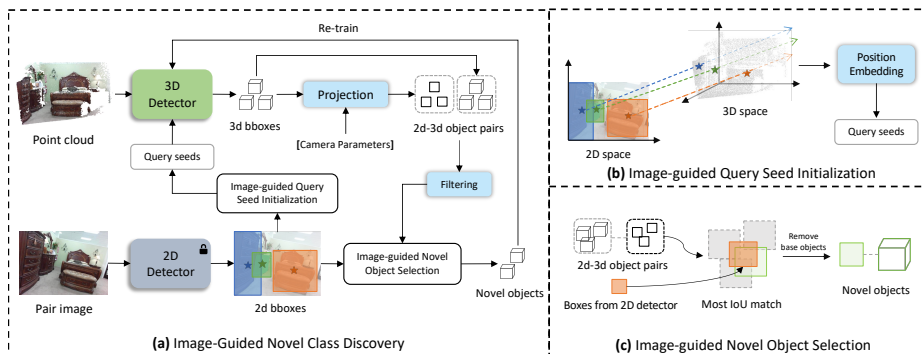 Re-train
3D
Detector
Projection
Point cloud
3d bboxes
2d-3d object pairs
[Camera Parameters]
Query seeds
Filtering
Image-guided Query
Seed Initialization
2D
Detector
Image-guided Novel
Object Selection
Pair image
2d bboxes
Novel objects
(a) Image-Guided Novel Class Discovery
Position
Embedding
3D space
2D space
Query seeds
(b) Image-guided Query Seed Initialization
Remove
base objects
2d-3d object pairs
Boxes from 2D detector
Most IoU match
Novel objects
(c) Image-guided Novel Object Selection